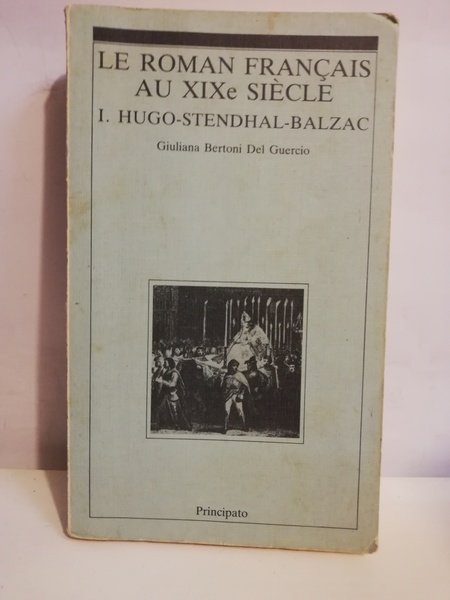 LE ROMAN FRANÇAIS
AU XIXe SIÈCLE
I. HUGO-STENDHAL-BALZAC
Giuliana Bertoni Del Guercio
Principato